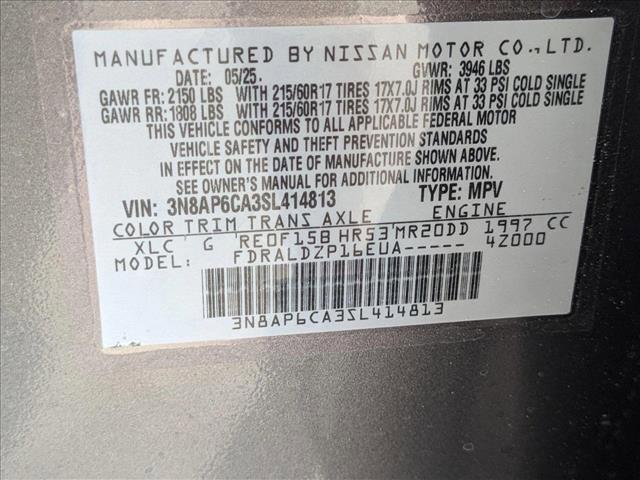 MANUFACTURED BY NISSAN MOTOR CO., LTD.
DATE: 05/25. GVWR: 3946 LBS
GAWR FR: 2150 LBS WITH 215/60R17 TIRES 17X7.0J RIMS AT 33 PSI COLD SINGLE
GAWR RR: 1808 LBS WITH 215/60R17 TIRES 17X7.0J RIMS AT 33 PSI COLD SINGLE
THIS VEHICLE CONFORMS TO ALL APPLICABLE FEDERAL MOTOR
VEHICLE SAFETY AND THEFT PREVENTION STANDARDS
IN EFFECT ON THE DATE OF MANUFACTURE SHOWN ABOVE.
SEE OWNER'S MANUAL FOR ADDITIONAL INFORMATION.
VIN: 3N8AP6CA3SL414813 TYPE: MPV
COLOR TRIM TRANS AXLE ENGINE
XLC G RE0F15B HR53 MR20DD 1997 CC
FDRALDZP16EUA----- 4Z000
3N8AP6CA3SL414813